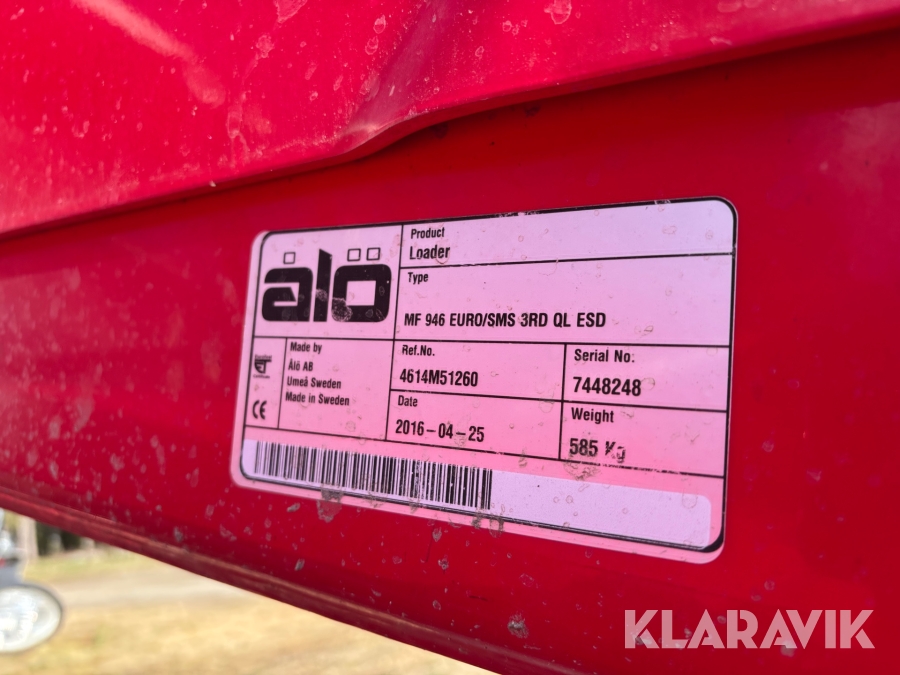 ålö
Product
Loader
Type
MF 946 EURO/SMS 3RD QL ESD
Made by
Ålö AB
Umeå Sweden
Made in Sweden
CE
Ref.No.
4614M51260
Serial No.
7448248
Date
2016-04-25
Weight
585 Kg
KLARAVIK